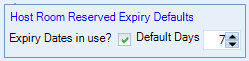 Host Room Reserved Expiry Defaults
Expiry Dates in use? Default Days 7